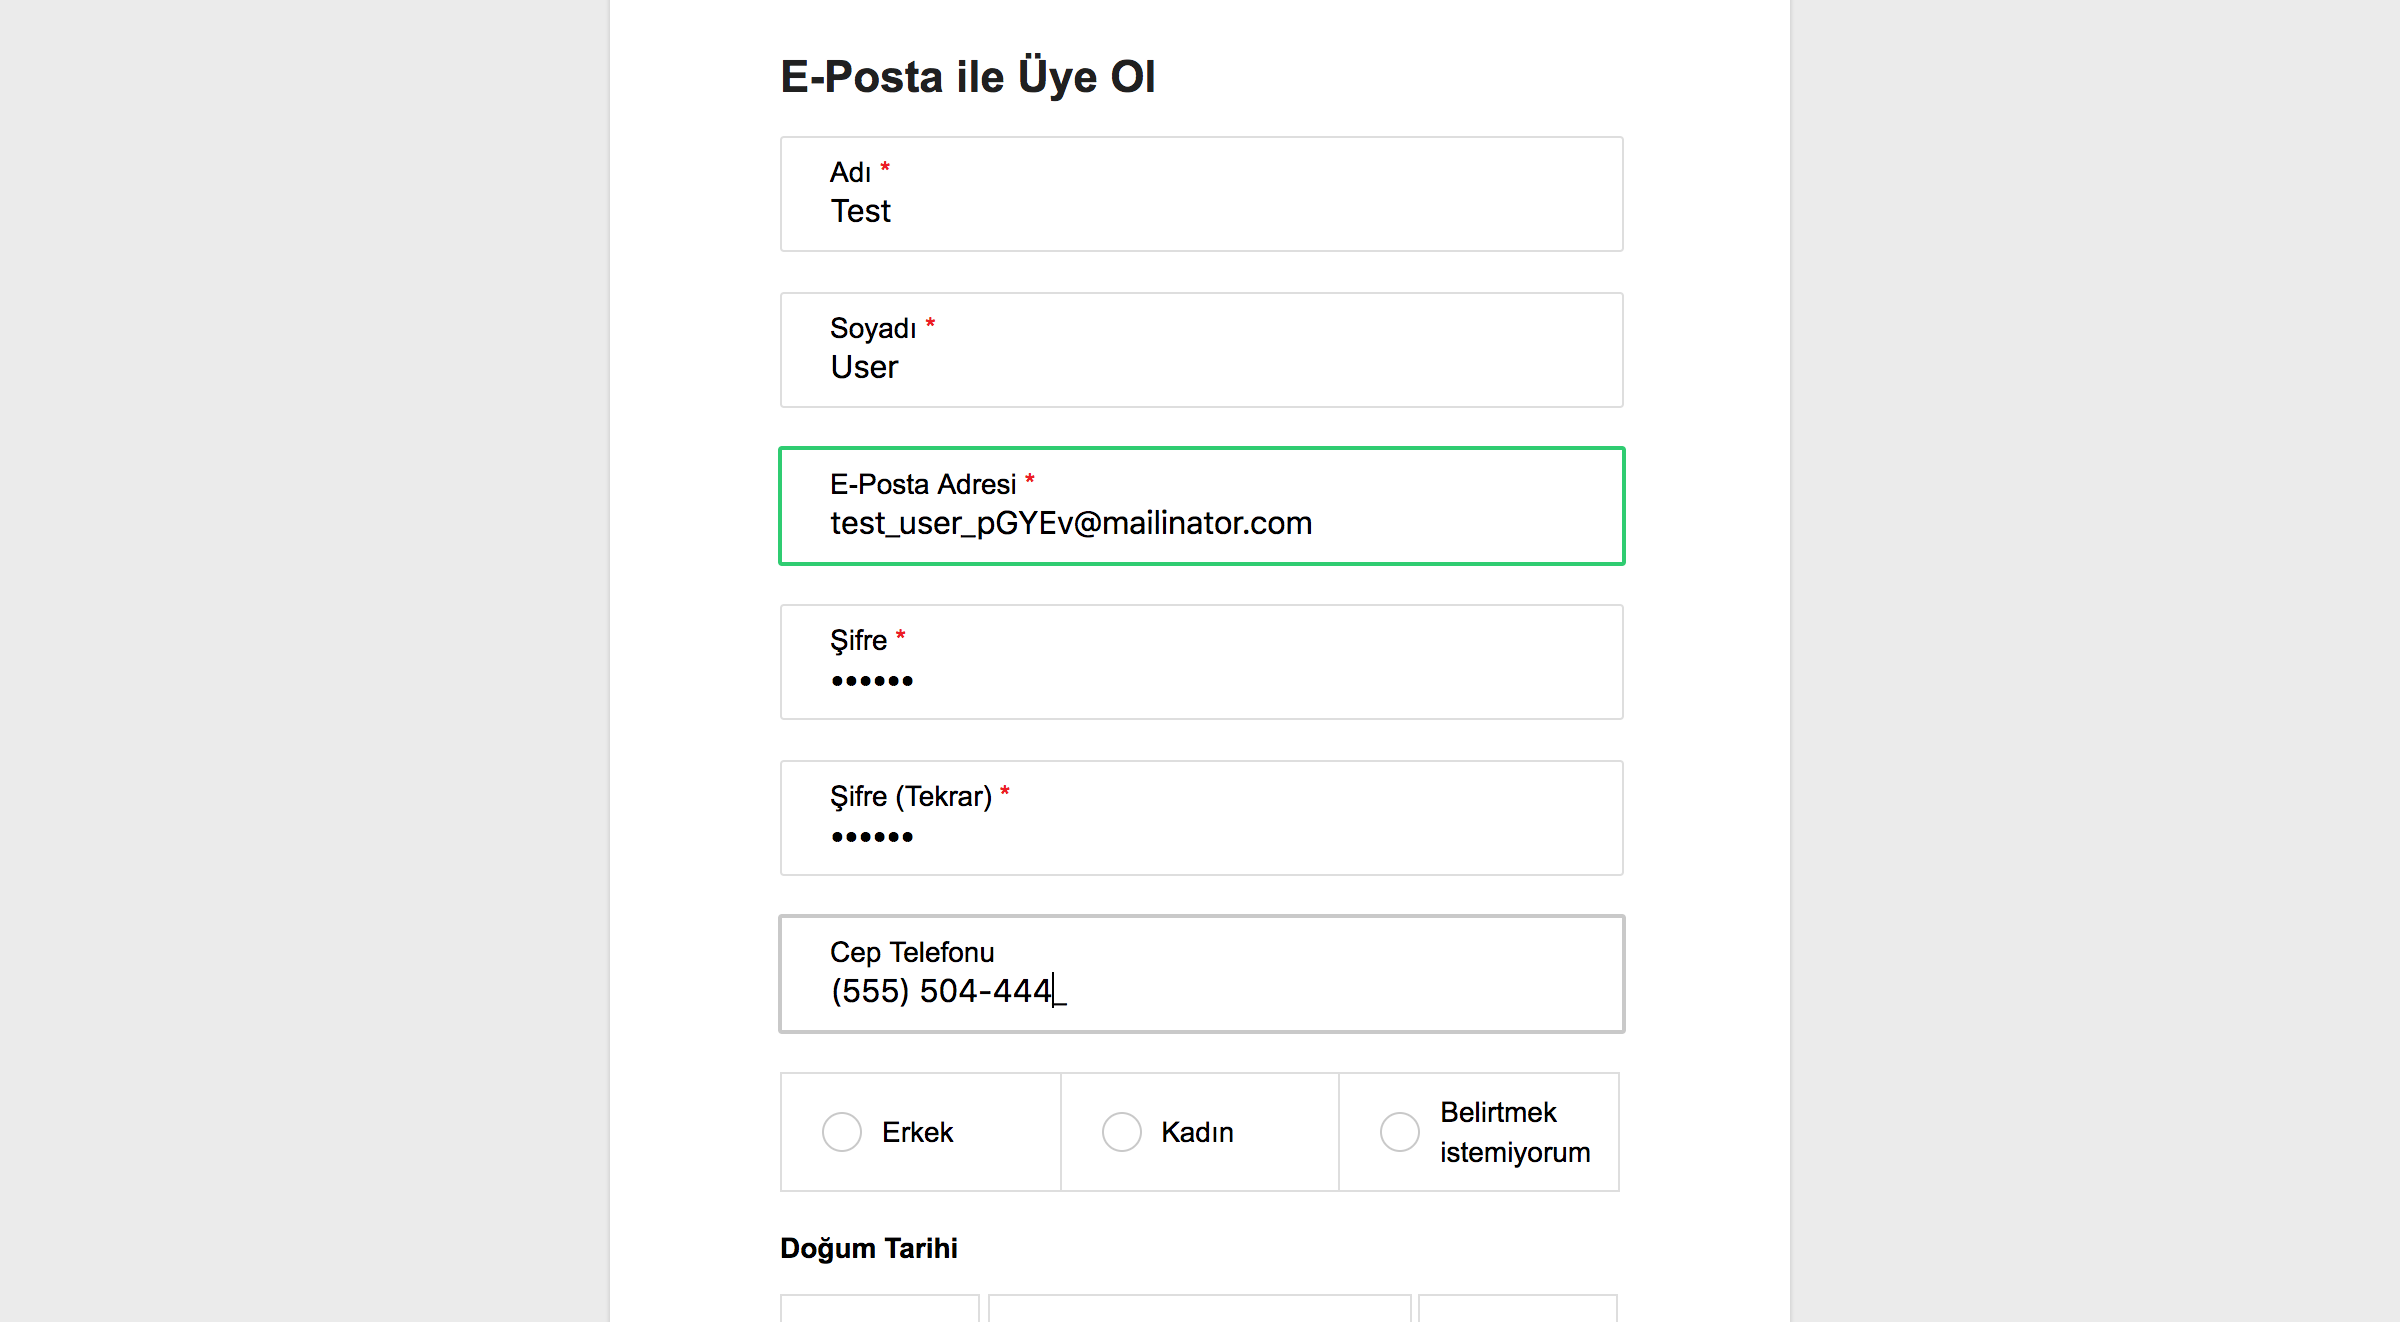 E-Posta ile Üye Ol
Adı *
Test
Soyadı *
User
E-Posta Adresi *
test_user_pGYEv@mailinator.com
Şifre *
••••••
Şifre (Tekrar) *
••••••
Cep Telefonu
(555) 504-444_
Erkek
Kadın
Belirtmek
istemiyorum
Doğum Tarihi